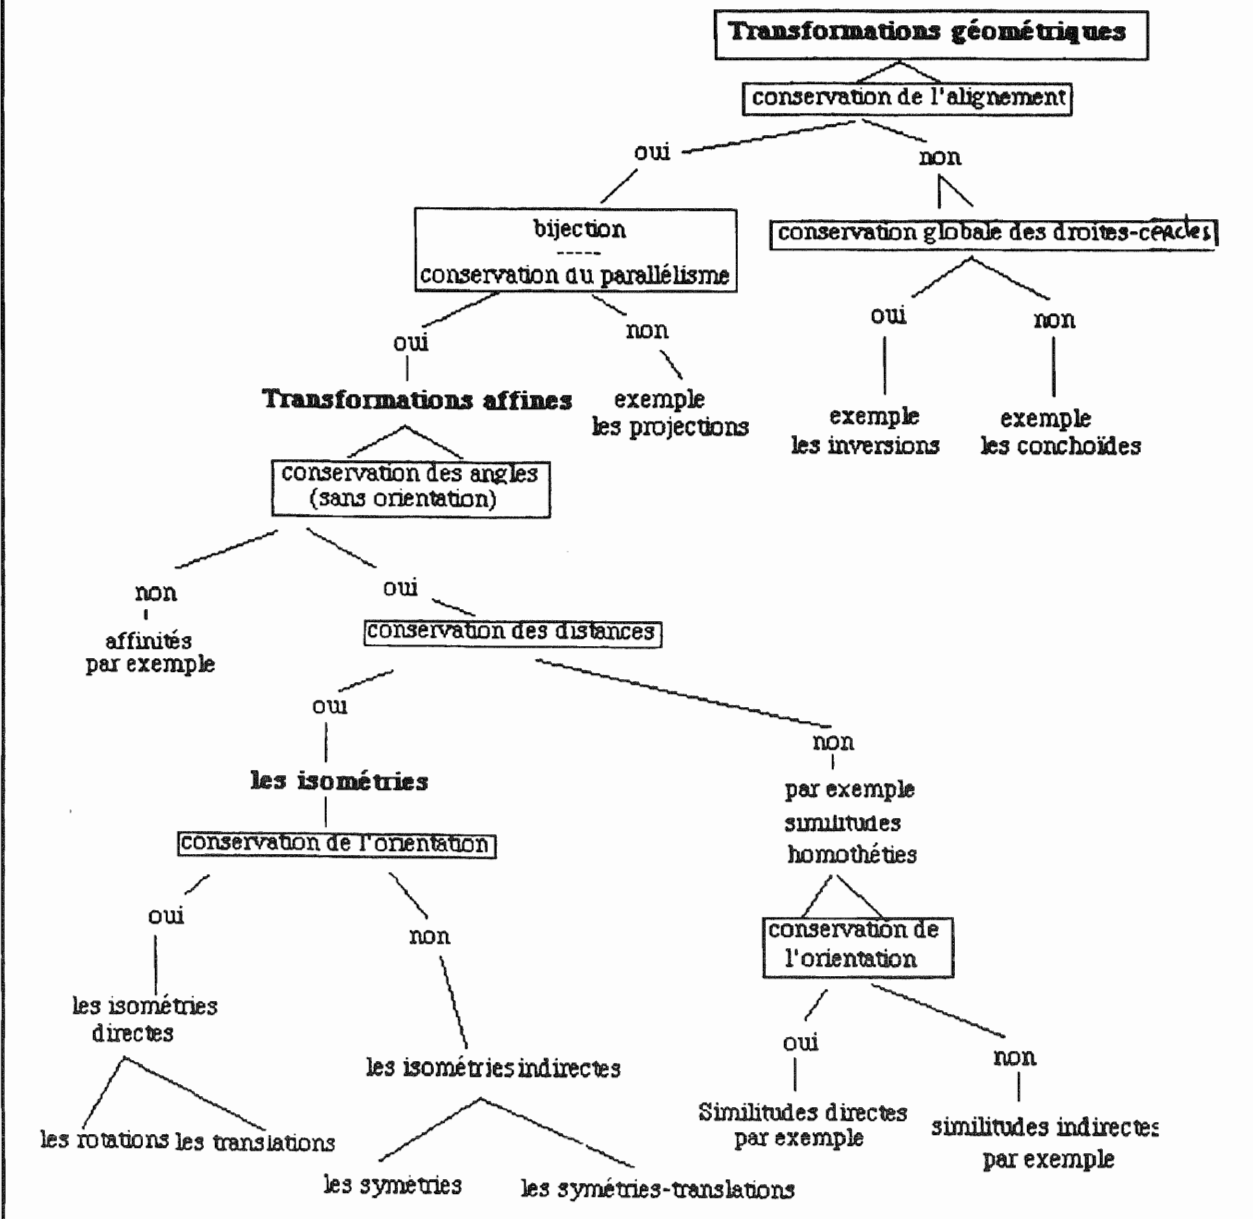 Transformations géométriques
conservation de l'alignement
oui
non
bijection
-----
conservation du parallélisme
conservation globale des droites-cercles
oui
non
oui
non
Transformations affines
exemple
les projections
exemple
les inversions
exemple
les conchoïdes
conservation des angles
(sans orientation)
non
oui
affinités
par exemple
conservation des distances
oui
non
les isométries
par exemple
similitudes
homothéties
conservation de l'orientation
oui
non
conservation de
l'orientation
les isométries
directes
oui
non
les isométries indirectes
Similitudes directes
par exemple
similitudes indirectes
par exemple
les rotations les translations
les symétries
les symétries-translations